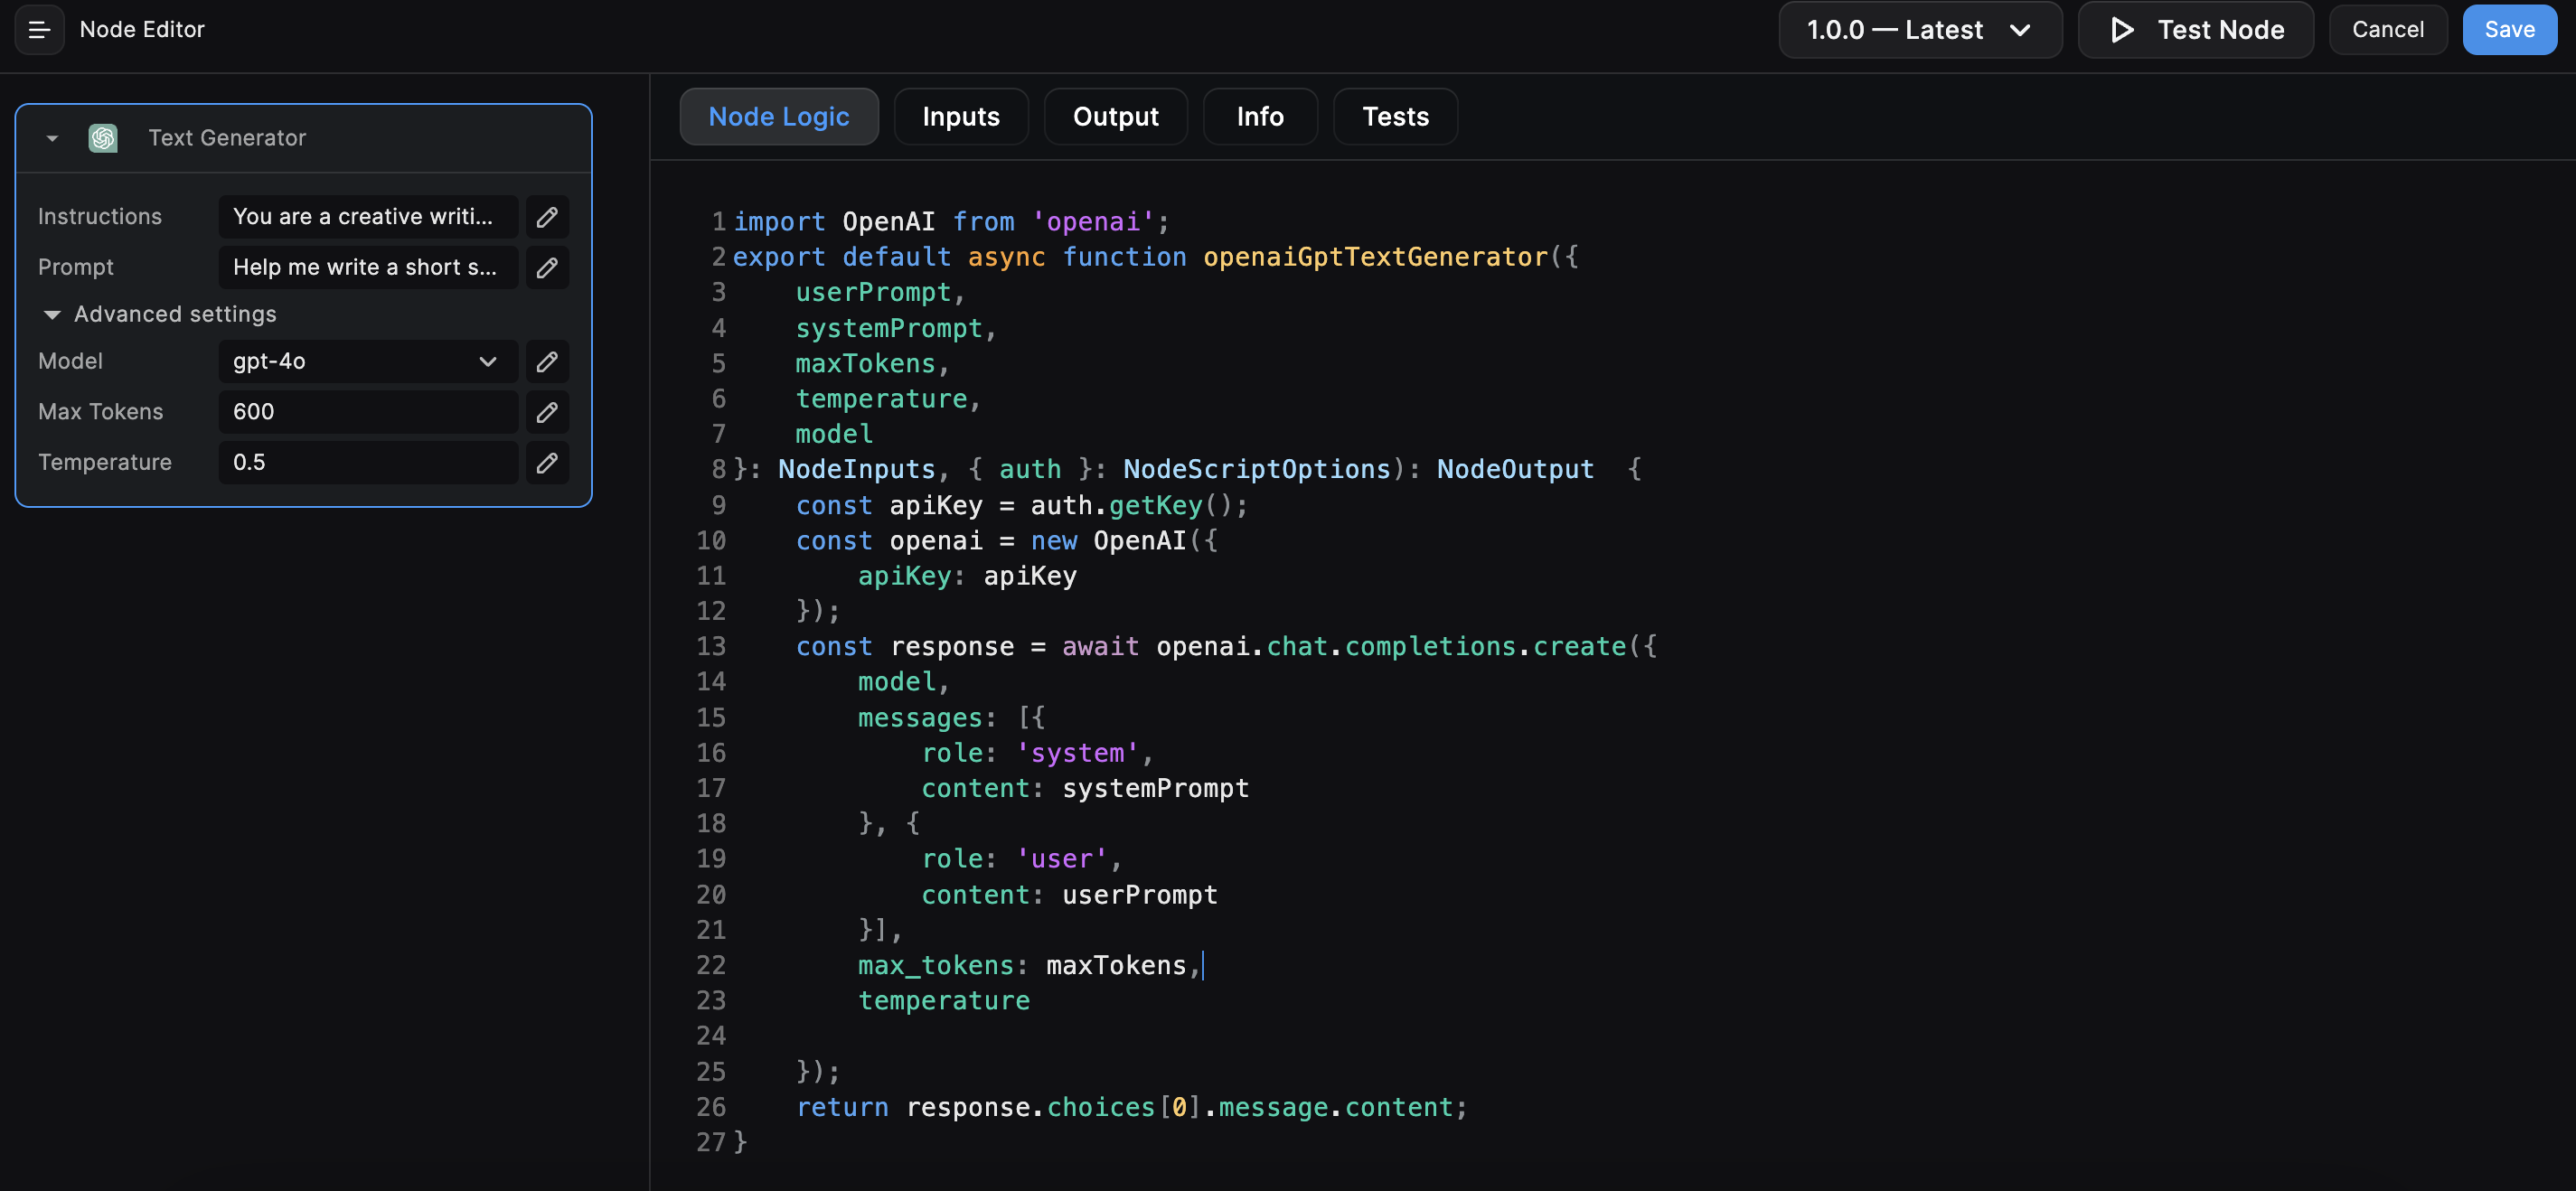 Node Editor
1.0.0 — Latest
Test Node
Cancel
Save
Text Generator
Instructions You are a creative writi...
Prompt Help me write a short s...
Advanced settings
Model gpt-4o
Max Tokens 600
Temperature 0.5
Node Logic Inputs Output Info Tests
1 import OpenAI from 'openai';
2 export default async function openaiGptTextGenerator({
3     userPrompt,
4     systemPrompt,
5     maxTokens,
6     temperature,
7     model
8 }: NodeInputs, { auth }: NodeScriptOptions): NodeOutput  {
9     const apiKey = auth.getKey();
10     const openai = new OpenAI({
11         apiKey: apiKey
12     });
13     const response = await openai.chat.completions.create({
14         model,
15         messages: [{
16             role: 'system',
17             content: systemPrompt
18         }, {
19             role: 'user',
20             content: userPrompt
21         }],
22         max_tokens: maxTokens,
23         temperature
24
25     });
26     return response.choices[0].message.content;
27 }